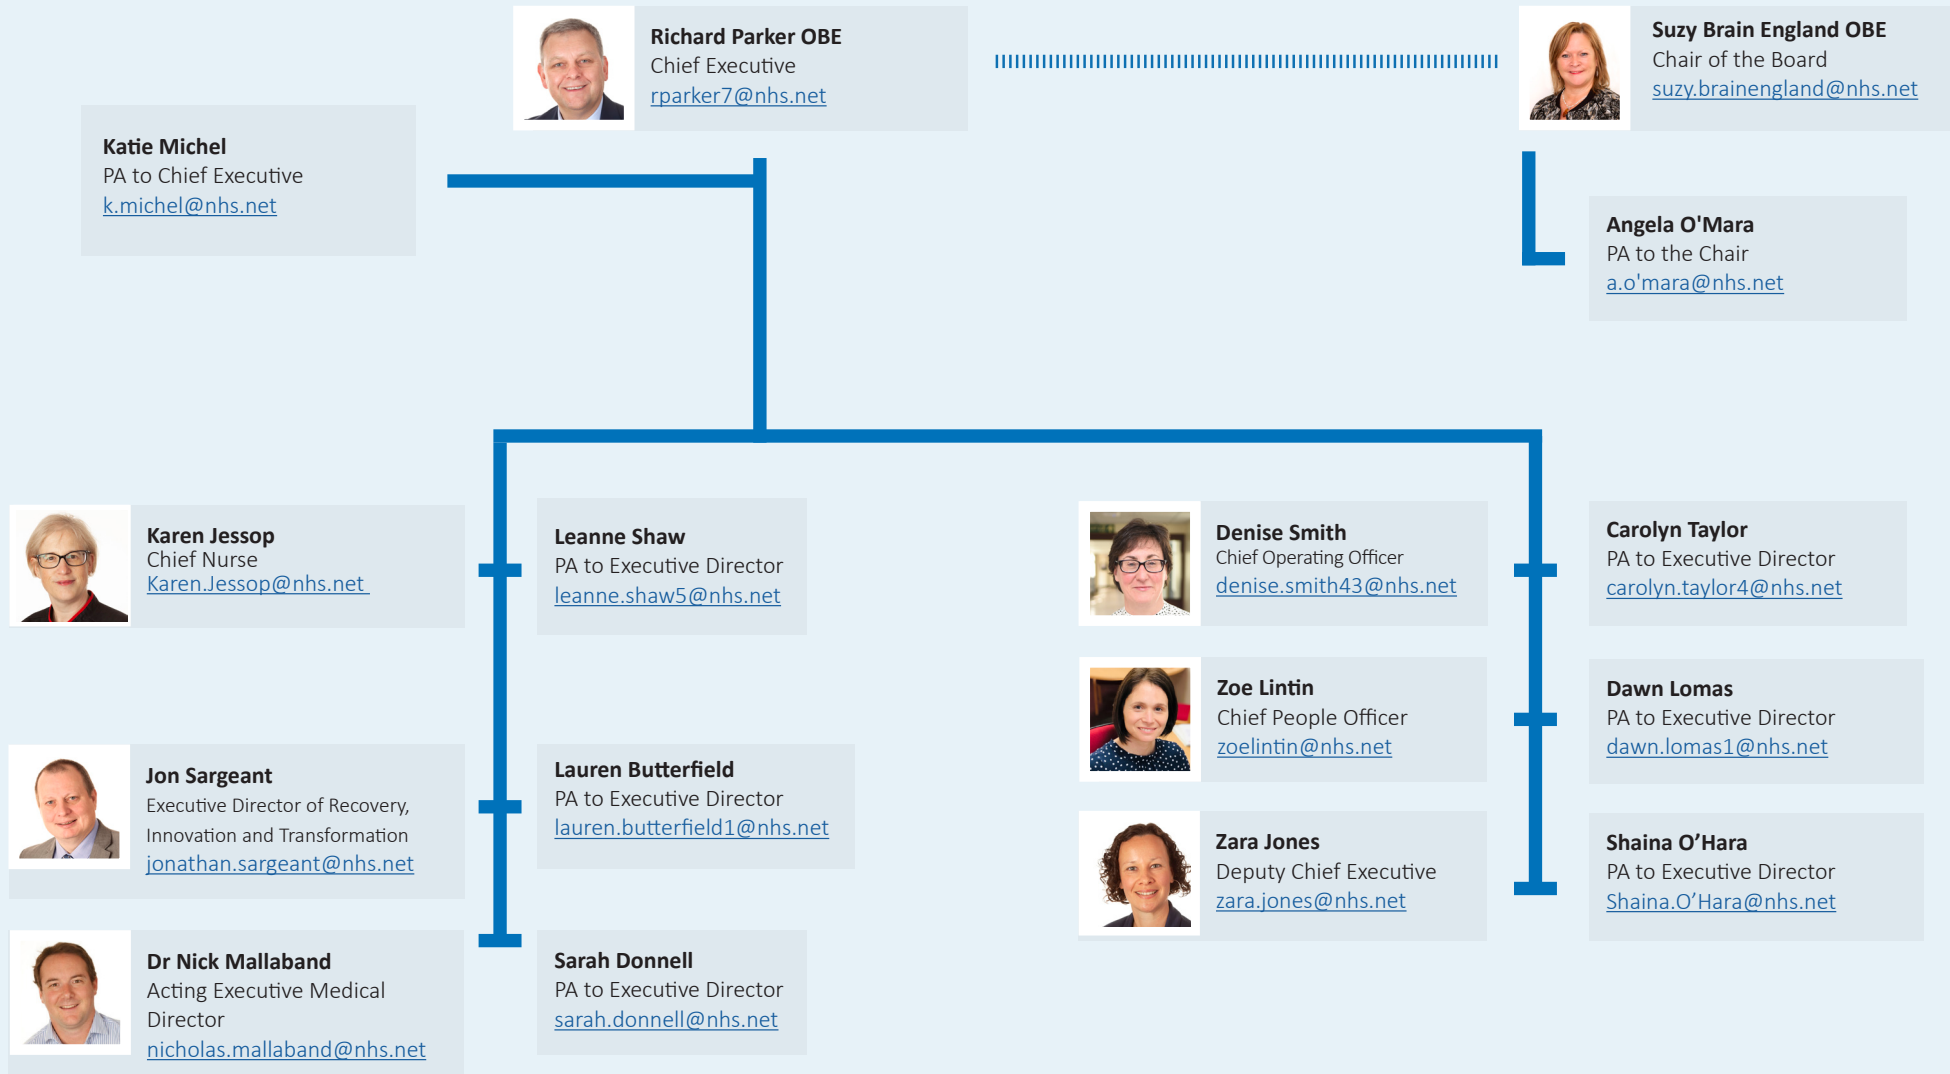 Richard Parker OBE
Chief Executive
rparker7@nhs.net
Suzy Brain England OBE
Chair of the Board
suzy.brainengland@nhs.net
Katie Michel
PA to Chief Executive
k.michel@nhs.net
Angela O'Mara
PA to the Chair
a.o'mara@nhs.net
Karen Jessop
Chief Nurse
Karen.Jessop@nhs.net
Leanne Shaw
PA to Executive Director
leanne.shaw5@nhs.net
Denise Smith
Chief Operating Officer
denise.smith43@nhs.net
Carolyn Taylor
PA to Executive Director
carolyn.taylor4@nhs.net
Zoe Lintin
Chief People Officer
zoelintin@nhs.net
Dawn Lomas
PA to Executive Director
dawn.lomas1@nhs.net
Jon Sargeant
Executive Director of Recovery,
Innovation and Transformation
jonathan.sargeant@nhs.net
Lauren Butterfield
PA to Executive Director
lauren.butterfield1@nhs.net
Zara Jones
Deputy Chief Executive
zara.jones@nhs.net
Shaina O’Hara
PA to Executive Director
Shaina.O’Hara@nhs.net
Dr Nick Mallaband
Acting Executive Medical
Director
nicholas.mallaband@nhs.net
Sarah Donnell
PA to Executive Director
sarah.donnell@nhs.net